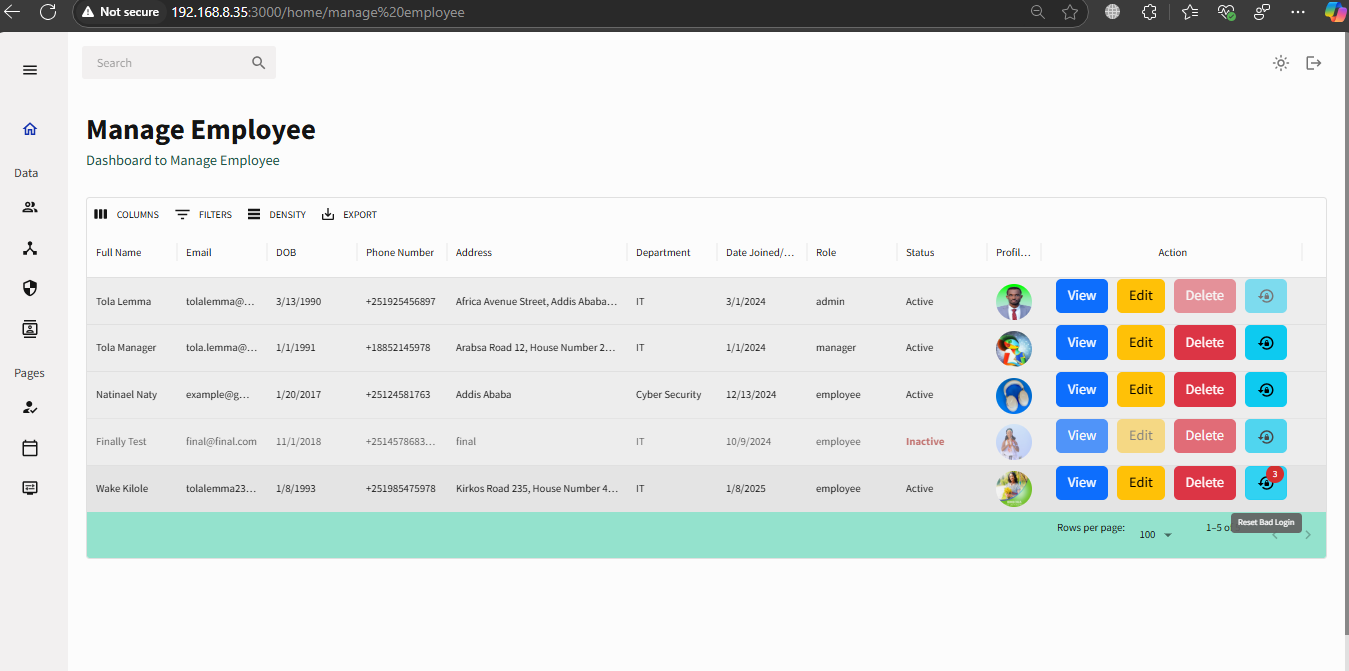 Not secure 192.168.8.35:3000/home/manage%20employee
Search
Manage Employee
Data
Dashboard to Manage Employee
COLUMNS FILTERS DENSITY EXPORT
Full Name Email DOB Phone Number Address Department Date Joined/... Role Status Profil... Action
Tola Lemma tolalemma@... 3/13/1990 +251925456897 Africa Avenue Street, Addis Ababa... IT 3/1/2024 admin Active View Edit Delete
Tola Manager tola.lemma@... 1/1/1991 +18852145978 Arabsa Road 12, House Number 2... IT 1/1/2024 manager Active View Edit Delete
Pages
Natinael Naty example@g... 1/20/2017 +25124581763 Addis Ababa Cyber Security 12/13/2024 employee Active View Edit Delete
Finally Test final@final.com 11/1/2018 +2514578683... final IT 10/9/2024 employee Inactive View Edit Delete
Wake Kilole tolalemma23... 1/8/1993 +251985475978 Kirkos Road 235, House Number 4... IT 1/8/2025 employee Active View Edit Delete 3
Reset Bad Login
Rows per page: 100 1–5